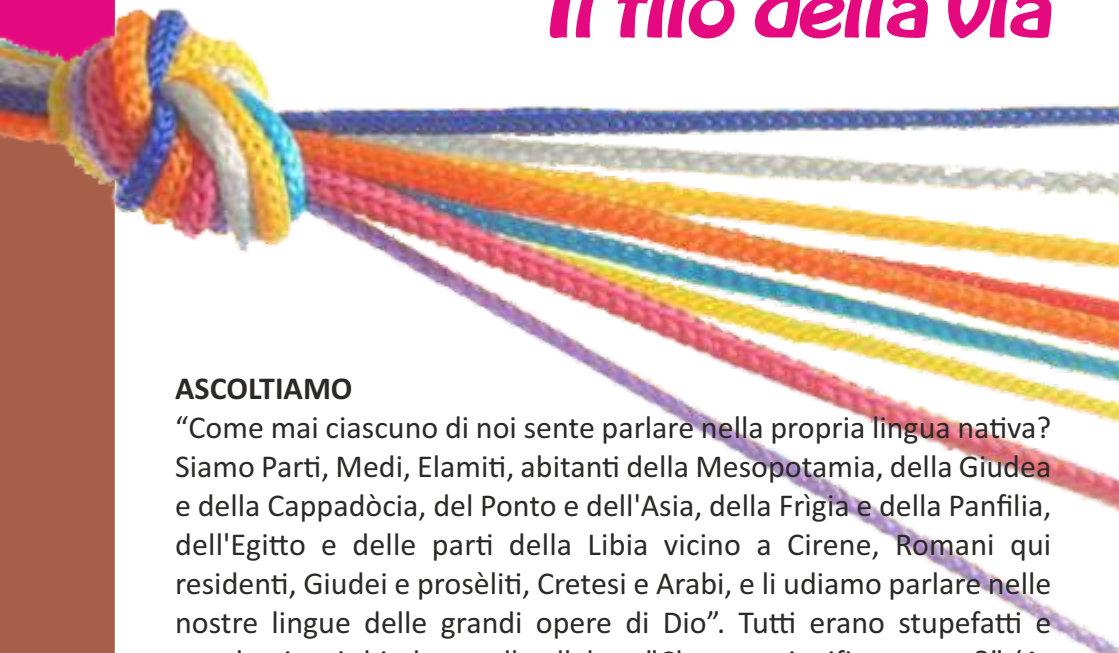 Il filo della via
ASCOLTIAMO
“Come mai ciascuno di noi sente parlare nella propria lingua nativa?
Siamo Parti, Medi, Elamiti, abitanti della Mesopotamia, della Giudea
e della Cappadòcia, del Ponto e dell'Asia, della Frìgia e della Panfilia,
dell'Egitto e delle parti della Libia vicino a Cirene, Romani qui
residenti, Giudei e prosèliti, Cretesi e Arabi, e li udiamo parlare nelle
nostre lingue delle grandi opere di Dio”. Tutti erano stupefatti e